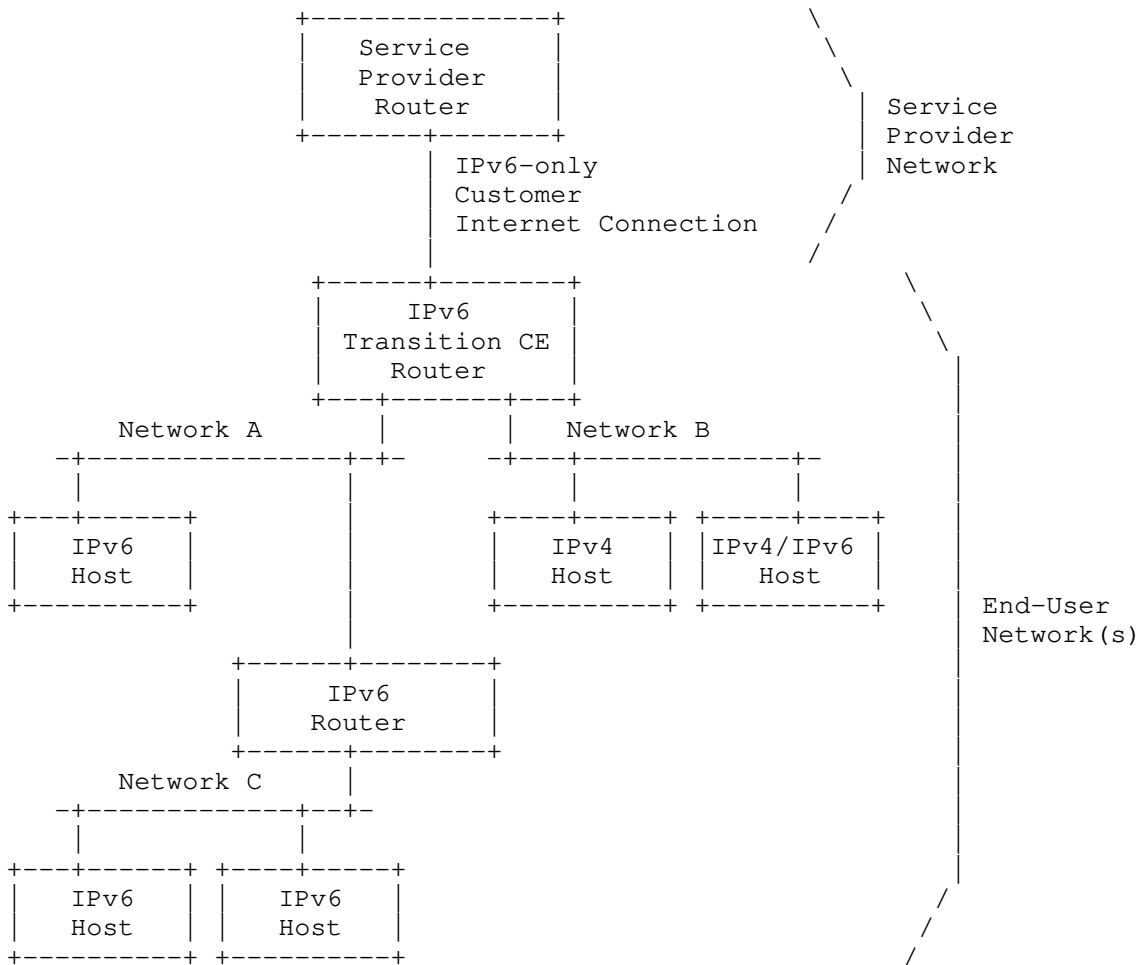 Service
Provider
Router
Service
Provider
Network
IPv6-only
Customer
Internet Connection
IPv6
Transition CE
Router
Network A
Network B
IPv6
Host
IPv4
Host
IPv4/IPv6
Host
End-User
Network(s)
IPv6
Router
Network C
IPv6
Host
IPv6
Host